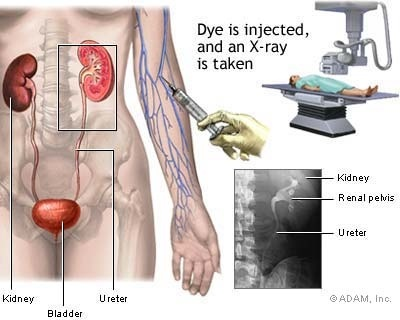 Dye is injected,
and an X-ray
is taken
Kidney
Renal pelvis
Ureter
Kidney
Ureter
Bladder
© ADAM, Inc.